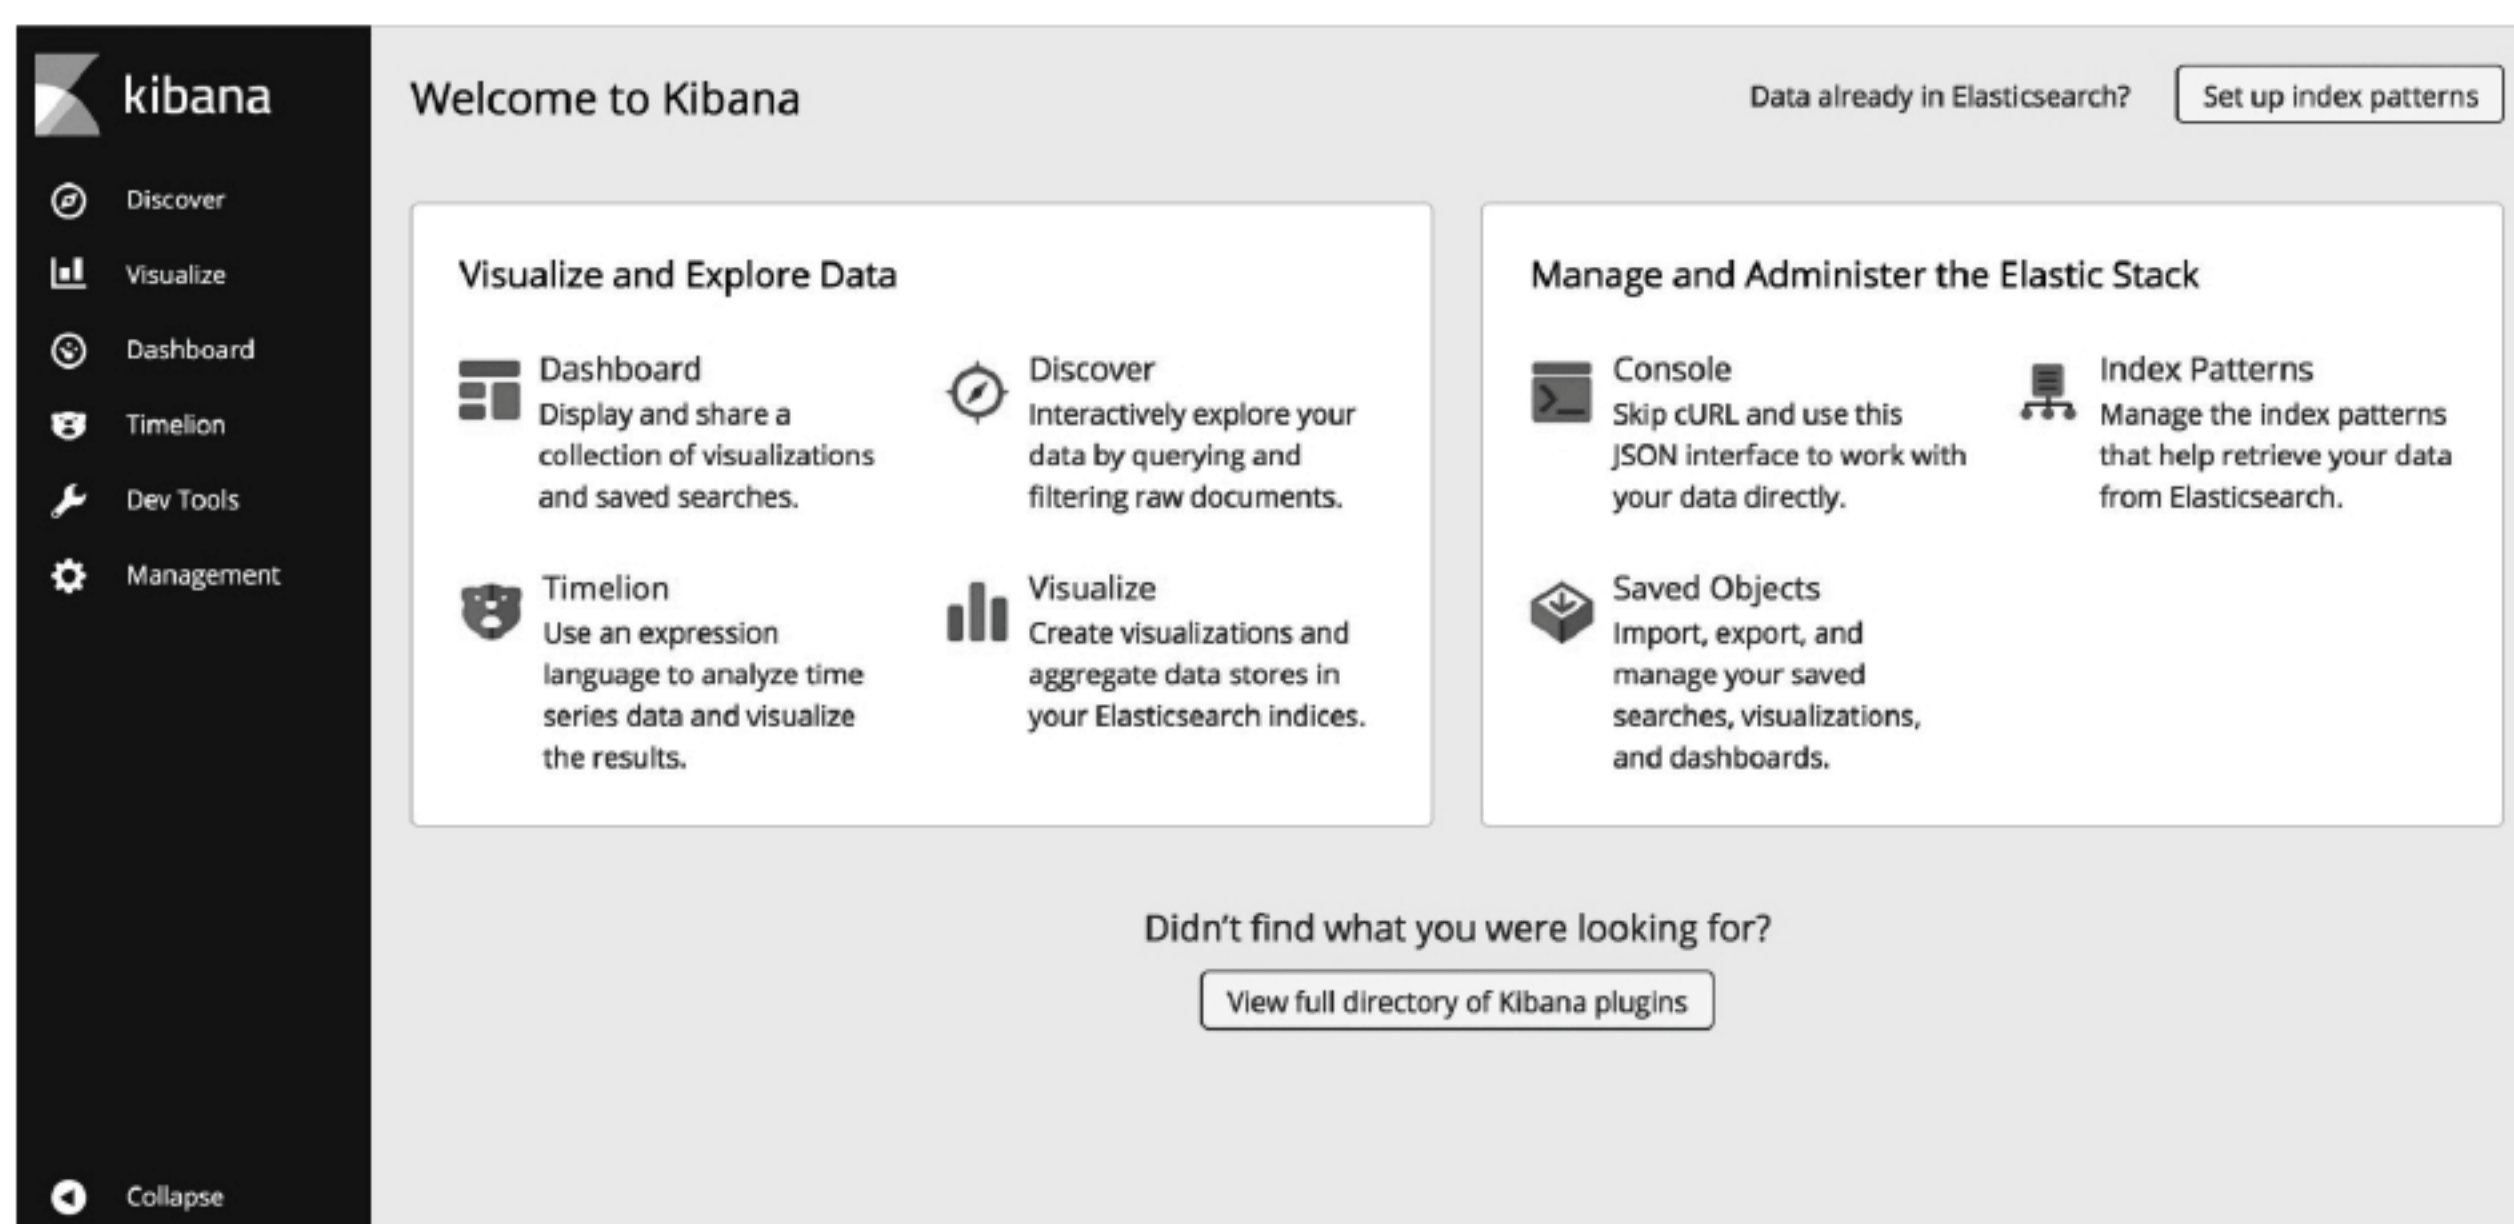 kibana
Discover
Visualize
Dashboard
Timelion
Dev Tools
Management
Collapse
Welcome to Kibana
Data already in Elasticsearch?
Set up index patterns
Visualize and Explore Data
Dashboard
Display and share a
collection of visualizations
and saved searches.
Discover
Interactively explore your
data by querying and
filtering raw documents.
Timelion
Use an expression
language to analyze time
series data and visualize
the results.
Visualize
Create visualizations and
aggregate data stores in
your Elasticsearch indices.
Manage and Administer the Elastic Stack
Console
Skip cURL and use this
JSON interface to work with
your data directly.
Index Patterns
Manage the index patterns
that help retrieve your data
from Elasticsearch.
Saved Objects
Import, export, and
manage your saved
searches, visualizations,
and dashboards.
Didn't find what you were looking for?
View full directory of Kibana plugins